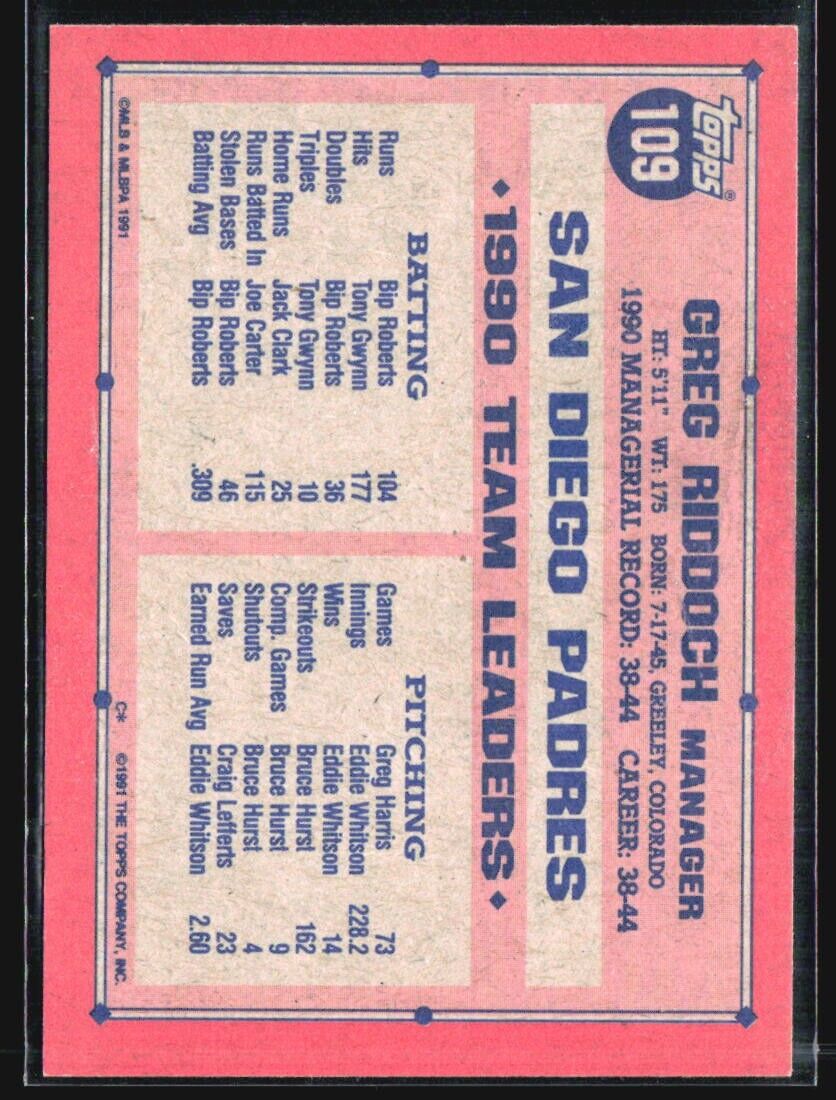 topps®
109
GREG RIDDOCH MANAGER
HT: 5'11" WT: 175 BORN: 7-17-45, GREELEY, COLORADO
1990 MANAGERIAL RECORD: 38-44 CAREER: 38-44
SAN DIEGO PADRES
♦ 1990 TEAM LEADERS ♦
BATTING
Runs Bip Roberts 104
Hits Tony Gwynn 177
Doubles Bip Roberts 36
Triples Tony Gwynn 10
Home Runs Jack Clark 25
Runs Batted In Joe Carter 115
Stolen Bases Bip Roberts 46
Batting Avg Bip Roberts .309
PITCHING
Games Greg Harris 73
Innings Eddie Whitson 228.2
Wins Eddie Whitson 14
Strikeouts Bruce Hurst 162
Comp. Games Bruce Hurst 9
Shutouts Bruce Hurst 4
Saves Craig Lefferts 23
Earned Run Avg Eddie Whitson 2.60
©MLB & MLBPA 1991
C* ©1991 THE TOPPS COMPANY, INC.